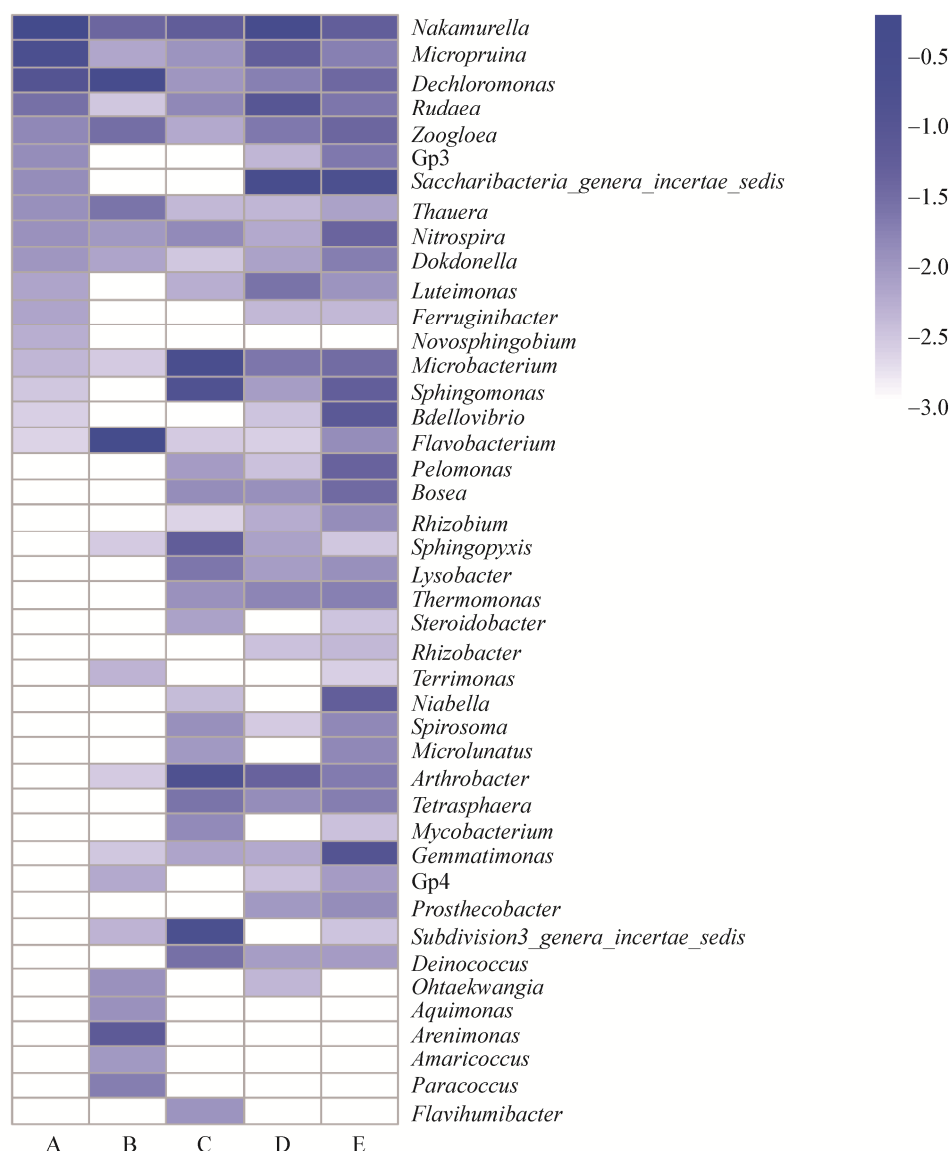 Nakamurella
Micropruina
Dechloromonas
Rudaea
Zoogloea
Gp3
Saccharibacteria_genera_incertae_sedis
Thauera
Nitrospira
Dokdonella
Luteimonas
Ferruginibacter
Novosphingobium
Microbacterium
Sphingomonas
Bdellovibrio
Flavobacterium
Pelomonas
Bosea
Rhizobium
Sphingopyxis
Lysobacter
Thermomonas
Steroidobacter
Rhizobacter
Terrimonas
Niabella
Spirosoma
Microlunatus
Arthrobacter
Tetrasphaera
Mycobacterium
Gemmatimonas
Gp4
Prosthecobacter
Subdivision3_genera_incertae_sedis
Deinococcus
Ohtaekwangia
Aquimonas
Arenimonas
Amaricoccus
Paracoccus
Flavihumibacter
A B C D E
−0.5
−1.0
−1.5
−2.0
−2.5
−3.0